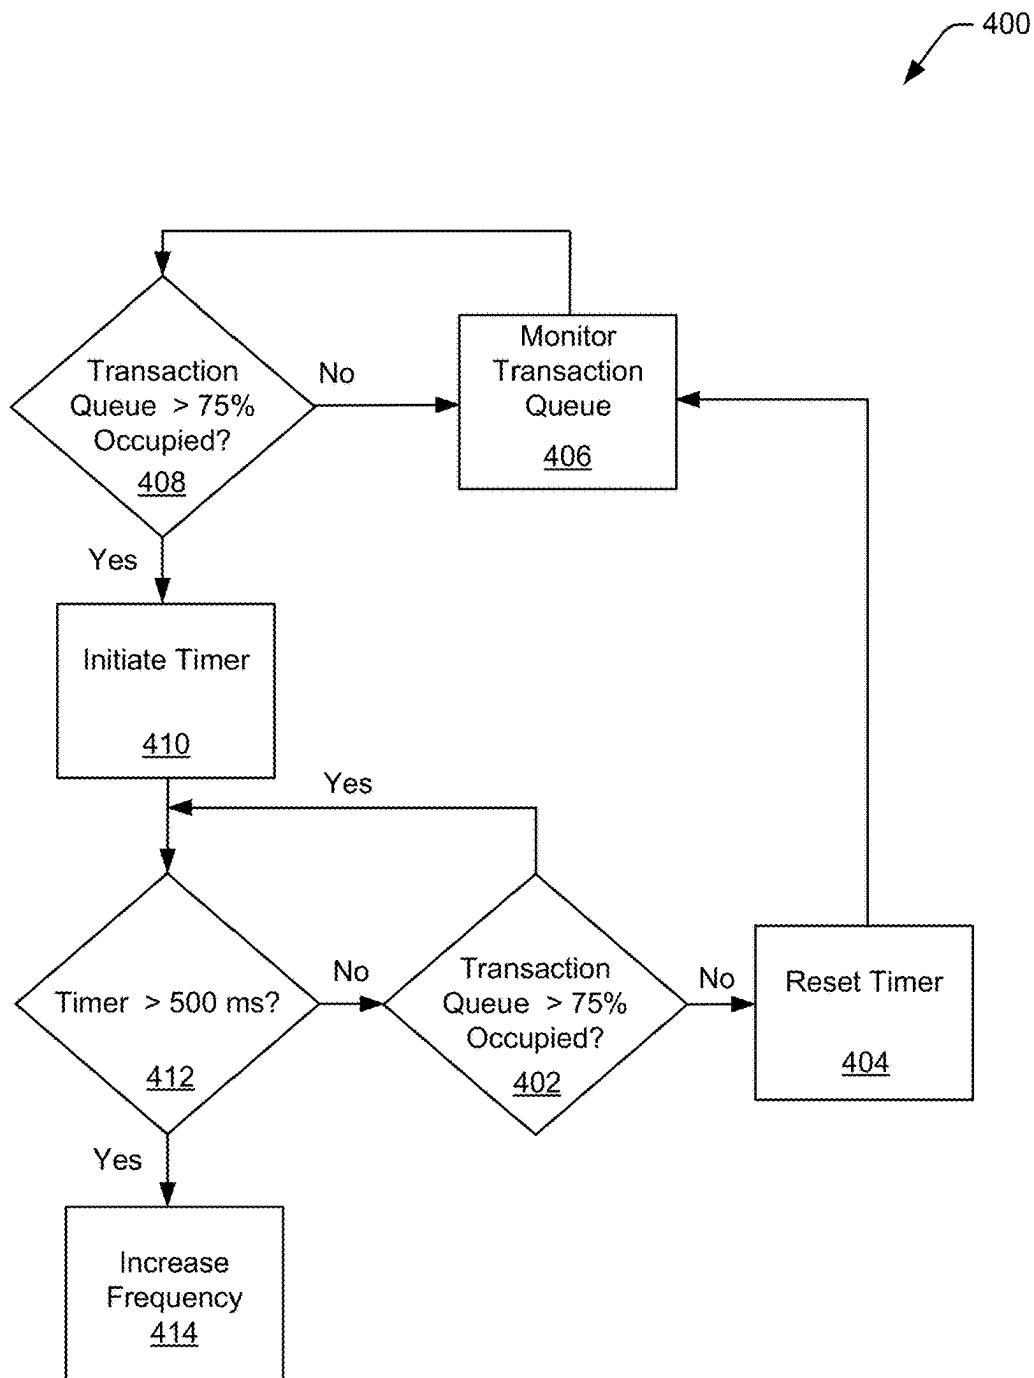 400
Transaction
Queue > 75%
Occupied?
408
No
Monitor
Transaction
Queue
406
Yes
Initiate Timer
410
Yes
Timer > 500 ms?
412
No
Transaction
Queue > 75%
Occupied?
402
No
Reset Timer
404
Yes
Increase
Frequency
414